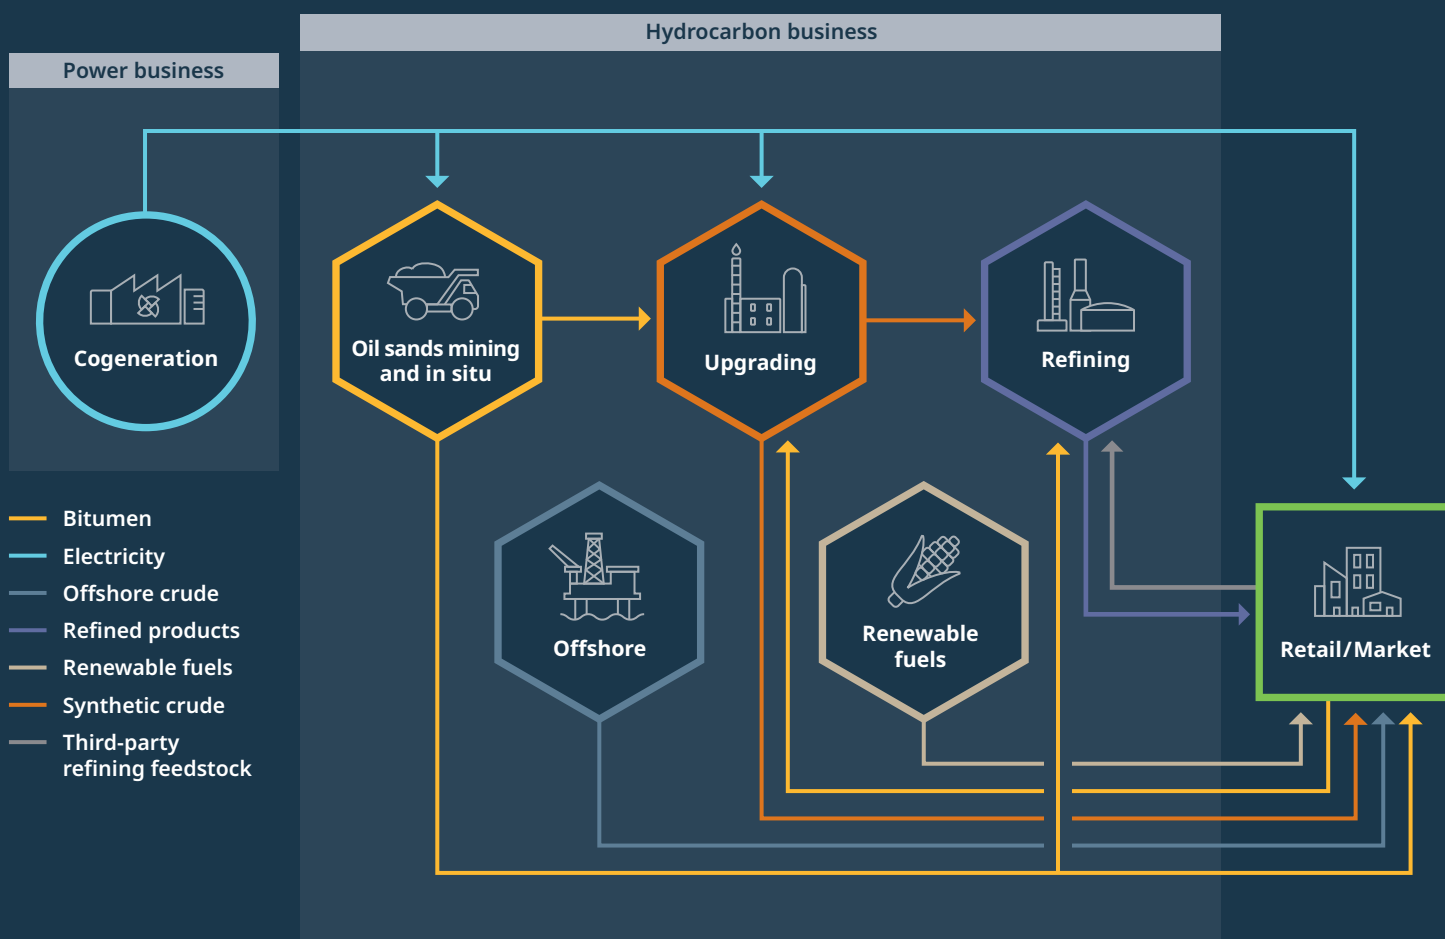 Hydrocarbon business
Power business
Cogeneration
Oil sands mining
and in situ
Upgrading
Refining
Bitumen
Electricity
Offshore crude
Refined products
Renewable fuels
Synthetic crude
Third-party
refining feedstock
Offshore
Renewable
fuels
Retail/Market